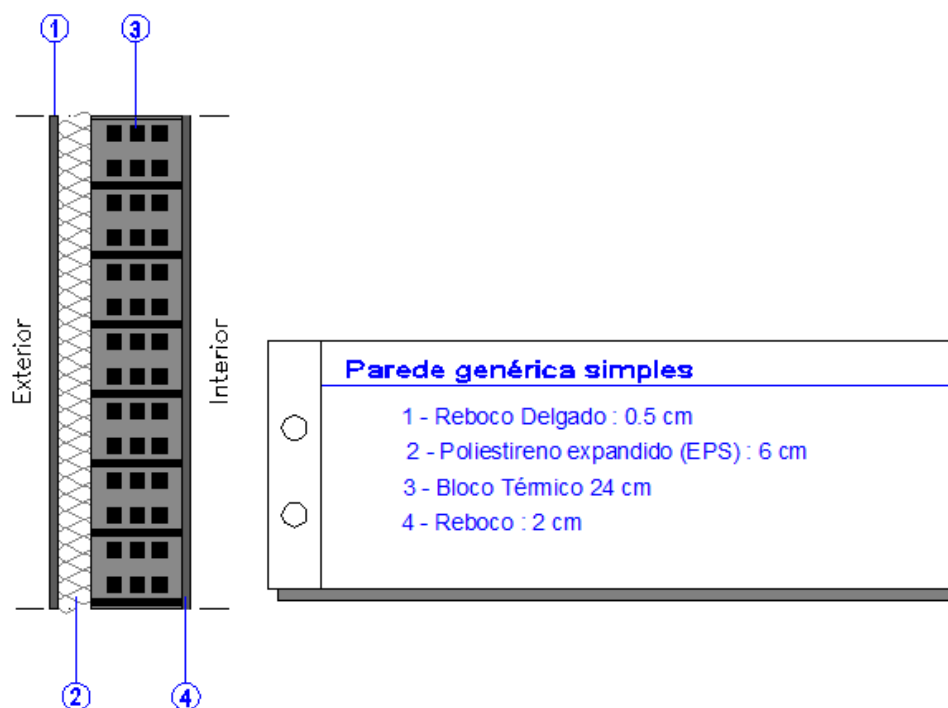 1
3
Exterior
Interior
Parede genérica simples
1 - Reboco Delgado : 0.5 cm
2 - Poliestireno expandido (EPS) : 6 cm
3 - Bloco Térmico 24 cm
4 - Reboco : 2 cm
2
4